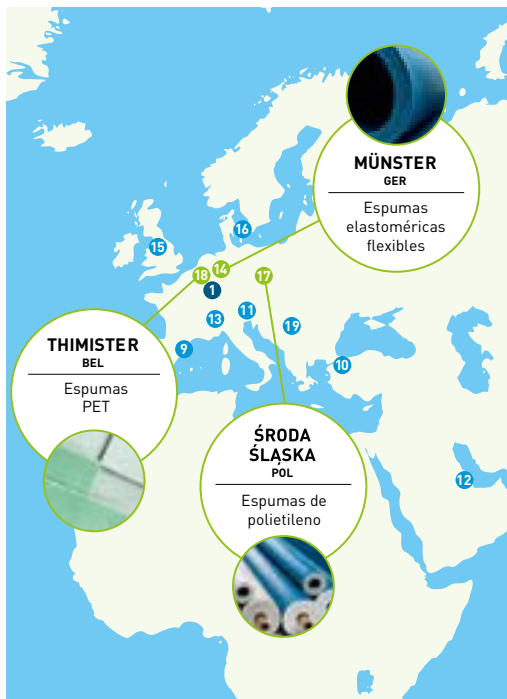 MÜNSTER
GER
Espumas
elastoméricas
flexibles
16
15
18
14
17
1
13
11
19
9
10
THIMISTER
BEL
Espumas
PET
ŚRODA
ŚLĄSKA
POL
Espumas de
polietileno
12